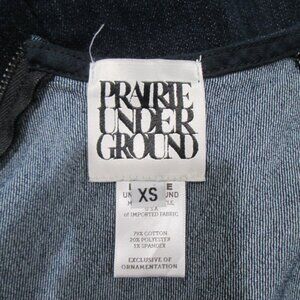 PRAIRIE
UNDER
GROUND
XS
U.S.A.
of IMPORTED FABRIC
79% COTTON
20% POLYESTER
1% SPANDEX
EXCLUSIVE OF
ORNAMENTATION